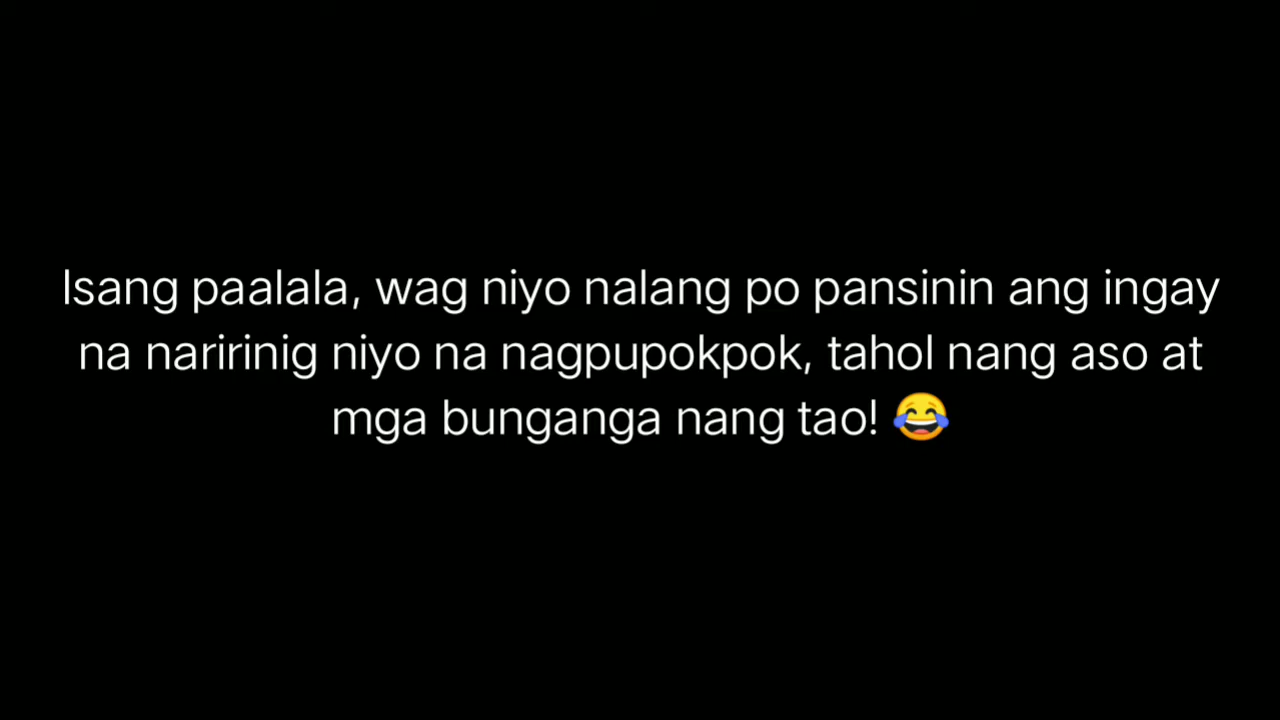 Isang paalala, wag niyo nalang po pansinin ang ingay
na naririnig niyo na nagpupokpok, tahol nang aso at
mga bunganga nang tao! 😂